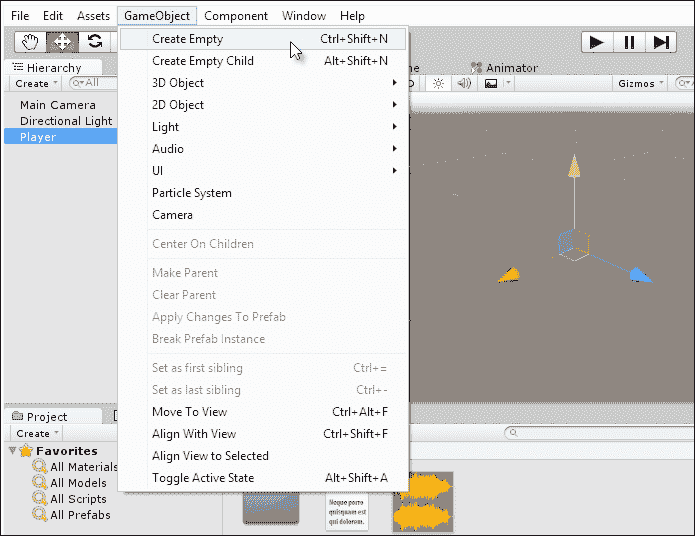 File Edit Assets GameObject Component Window Help
Create Empty Ctrl+Shift+N
Create Empty Child Alt+Shift+N
3D Object
2D Object
Light
Audio
UI
Particle System
Camera
Center On Children
Make Parent
Clear Parent
Apply Changes To Prefab
Break Prefab Instance
Set as first sibling Ctrl+=
Set as last sibling Ctrl+-
Move To View Ctrl+Alt+F
Align With View Ctrl+Shift+F
Align View to Selected
Toggle Active State Alt+Shift+A
Hierarchy
Create All
Main Camera
Directional Light
Player
Animator
Gizmos
Project
Create
Favorites
All Materials
All Models
All Scripts
All Prefabs
Neque porro
quisquam est
qui dolorem.